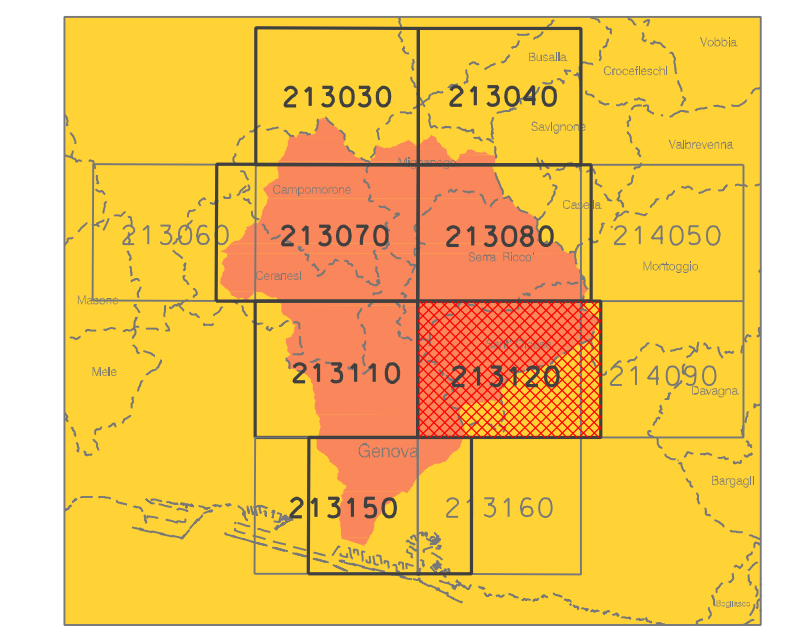 Vobbia
Busalla
Crocefieschi
213030
213040
Savignone
Valbrevenna
Mignanego
Campomorone
Casella
213060
213070
213080
214050
Serra Ricco'
Montoggio
Ceranesi
Masone
Mele
213110
213120
214090
Davagna
Genova
Bargagli
213150
213160
Bogliasco